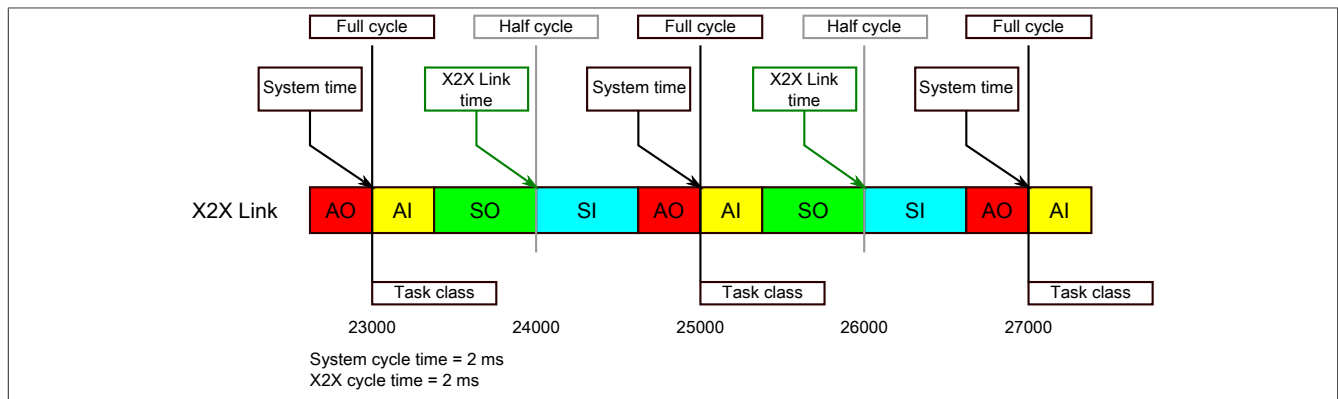 Full cycle
Half cycle
Full cycle
Half cycle
Full cycle
System time
X2X Link
time
System time
X2X Link
time
System time
X2X Link
AO
AI
SO
SI
AO
AI
SO
SI
AO
AI
Task class
Task class
Task class
23000
24000
25000
26000
27000
System cycle time = 2 ms
X2X cycle time = 2 ms